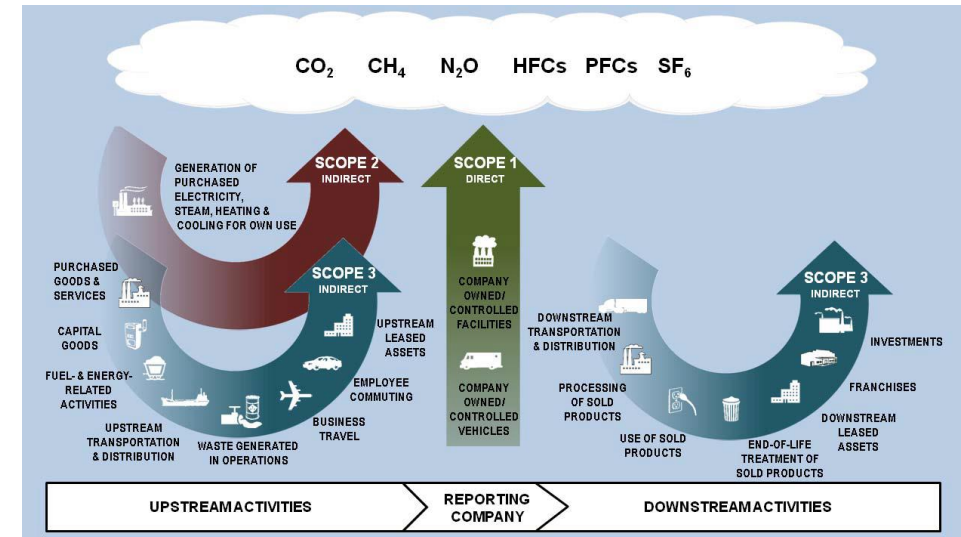 CO₂ CH₄ N₂O HFCs PFCs SF₆
SCOPE 2
INDIRECT
GENERATION OF
PURCHASED
ELECTRICITY,
STEAM, HEATING &
COOLING FOR OWN USE
SCOPE 1
DIRECT
COMPANY
OWNED/
CONTROLLED
FACILITIES
COMPANY
OWNED/
CONTROLLED
VEHICLES
SCOPE 3
INDIRECT
PURCHASED
GOODS &
SERVICES
CAPITAL
GOODS
FUEL- & ENERGY-
RELATED
ACTIVITIES
UPSTREAM
TRANSPORTATION
& DISTRIBUTION
WASTE GENERATED
IN OPERATIONS
BUSINESS
TRAVEL
EMPLOYEE
COMMUTING
UPSTREAM
LEASED
ASSETS
SCOPE 3
INDIRECT
DOWNSTREAM
TRANSPORTATION
& DISTRIBUTION
PROCESSING
OF SOLD
PRODUCTS
USE OF SOLD
PRODUCTS
END-OF-LIFE
TREATMENT OF
SOLD PRODUCTS
DOWNSTREAM
LEASED
ASSETS
FRANCHISES
INVESTMENTS
UPSTREAM ACTIVITIES
REPORTING
COMPANY
DOWNSTREAM ACTIVITIES